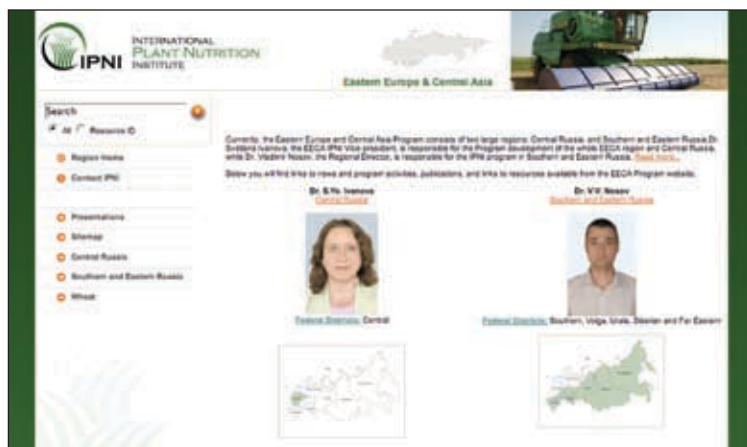 IPNI
INTERNATIONAL
PLANT NUTRITION
INSTITUTE
Eastern Europe & Central Asia
Search
All Resource ID
Region Home
Contact IPNI
Presentations
Sitemap
Central Russia
Southern and Eastern Russia
Wheat
Currently, the Eastern Europe and Central Asia Program consists of two large regions: Central Russia, and Southern and Eastern Russia. Dr.
Svetlana Ivanova, the EECA IPNI Vice president, is responsible for the Program development of the whole EECA region and Central Russia,
while Dr. Vladimir Nosov, the Regional Director, is responsible for the IPNI program in Southern and Eastern Russia. Read more...
Below you will find links to news and program activities, publications, and links to resources available from the EECA Program website.
Dr. S.Yu. Ivanova
Central Russia
Dr. V.V. Nosov
Southern and Eastern Russia
Federal Districts: Central
Federal Districts: Southern, Volga, Urals, Siberian and Far Eastern